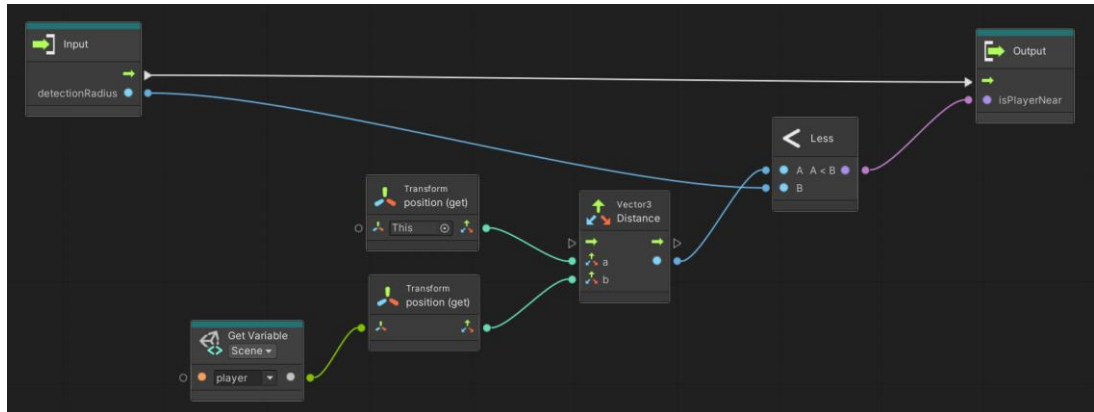 Input
detectionRadius
Output
isPlayerNear
Less
A A < B
B
Transform
position (get)
This
Vector3
Distance
a
b
Transform
position (get)
Get Variable
Scene
player